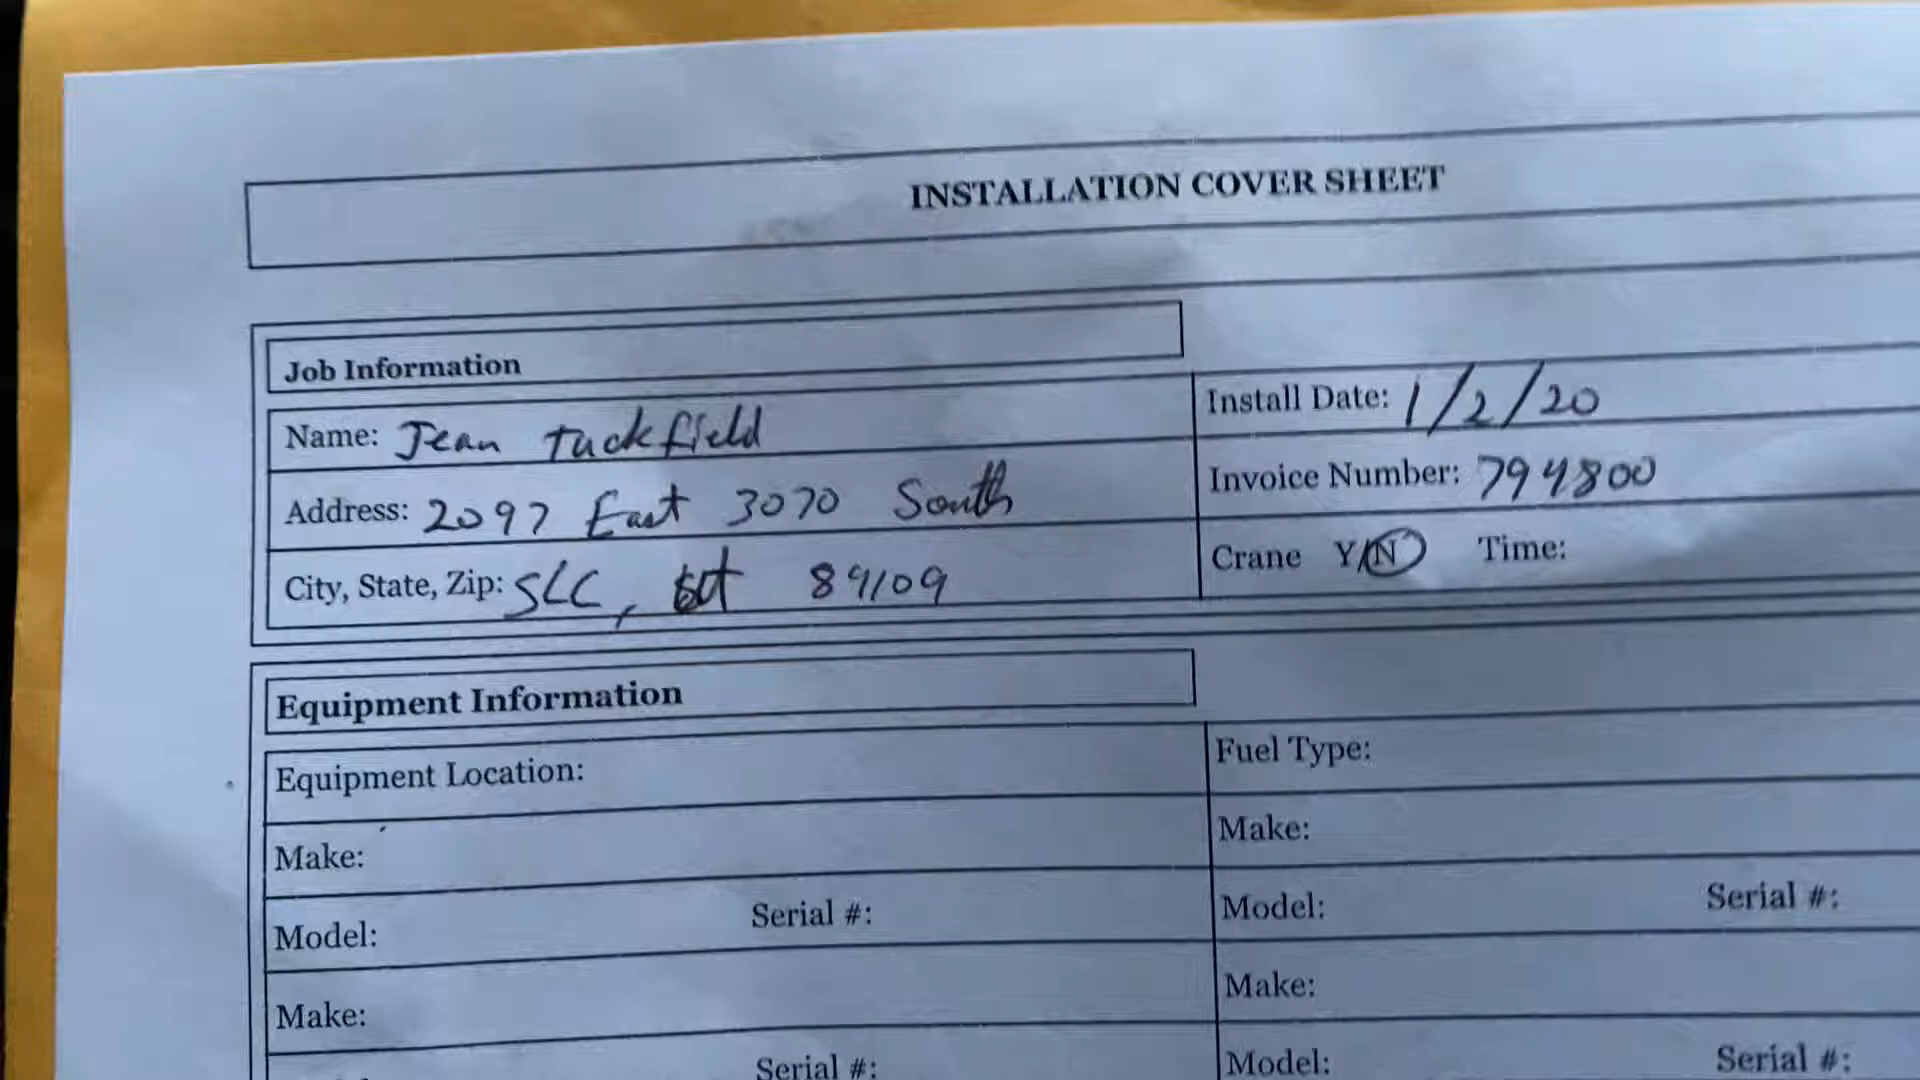 INSTALLATION COVER SHEET
Job Information
Name: Jean Tuckfield
Install Date: 1/2/20
Address: 2097 East 3070 South
Invoice Number: 794800
City, State, Zip: SLC, Ut 84109
Crane Y/N Time:
Equipment Information
Equipment Location:
Fuel Type:
Make:
Make:
Model: Serial #:
Model: Serial #:
Make:
Make:
Serial #:
Model: Serial #: